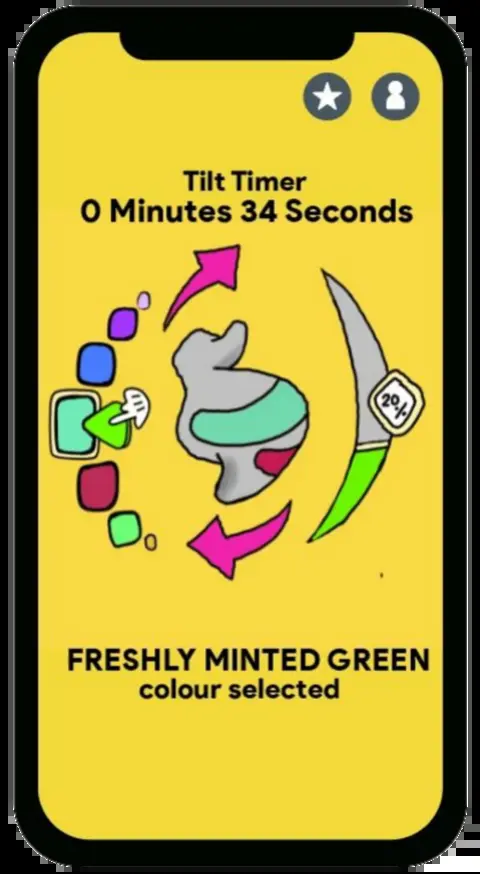 Tilt Timer
0 Minutes 34 Seconds
20%
FRESHLY MINTED GREEN
colour selected